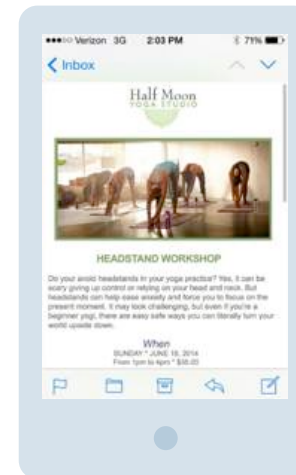 Verizon 3G 2:03 PM 71%
Inbox
Half Moon
YOGA STUDIO
HEADSTAND WORKSHOP
Do your avoid headstands in your yoga practice? Yes, it can be
scary giving up control or relying on your head and neck. But
headstands can help ease anxiety and force you to focus on the
present moment. It may look challenging, but even if you're a
beginner yogi, there are easy safe ways you can literally turn your
world upside down.
When
SUNDAY * JUNE 2014
From 1pm to 4pm *